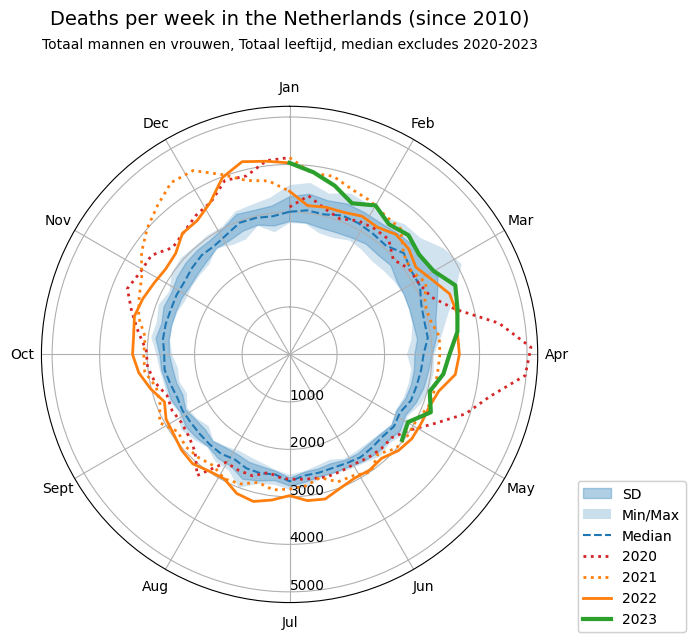 Deaths per week in the Netherlands (since 2010)
Totaal mannen en vrouwen, Totaal leeftijd, median excludes 2020-2023
Jan
Dec
Feb
Nov
Mar
Oct
Apr
1000
2000
Sept
3000
May
4000
Aug
5000
Jun
Jul
SD
Min/Max
Median
2020
2021
2022
2023